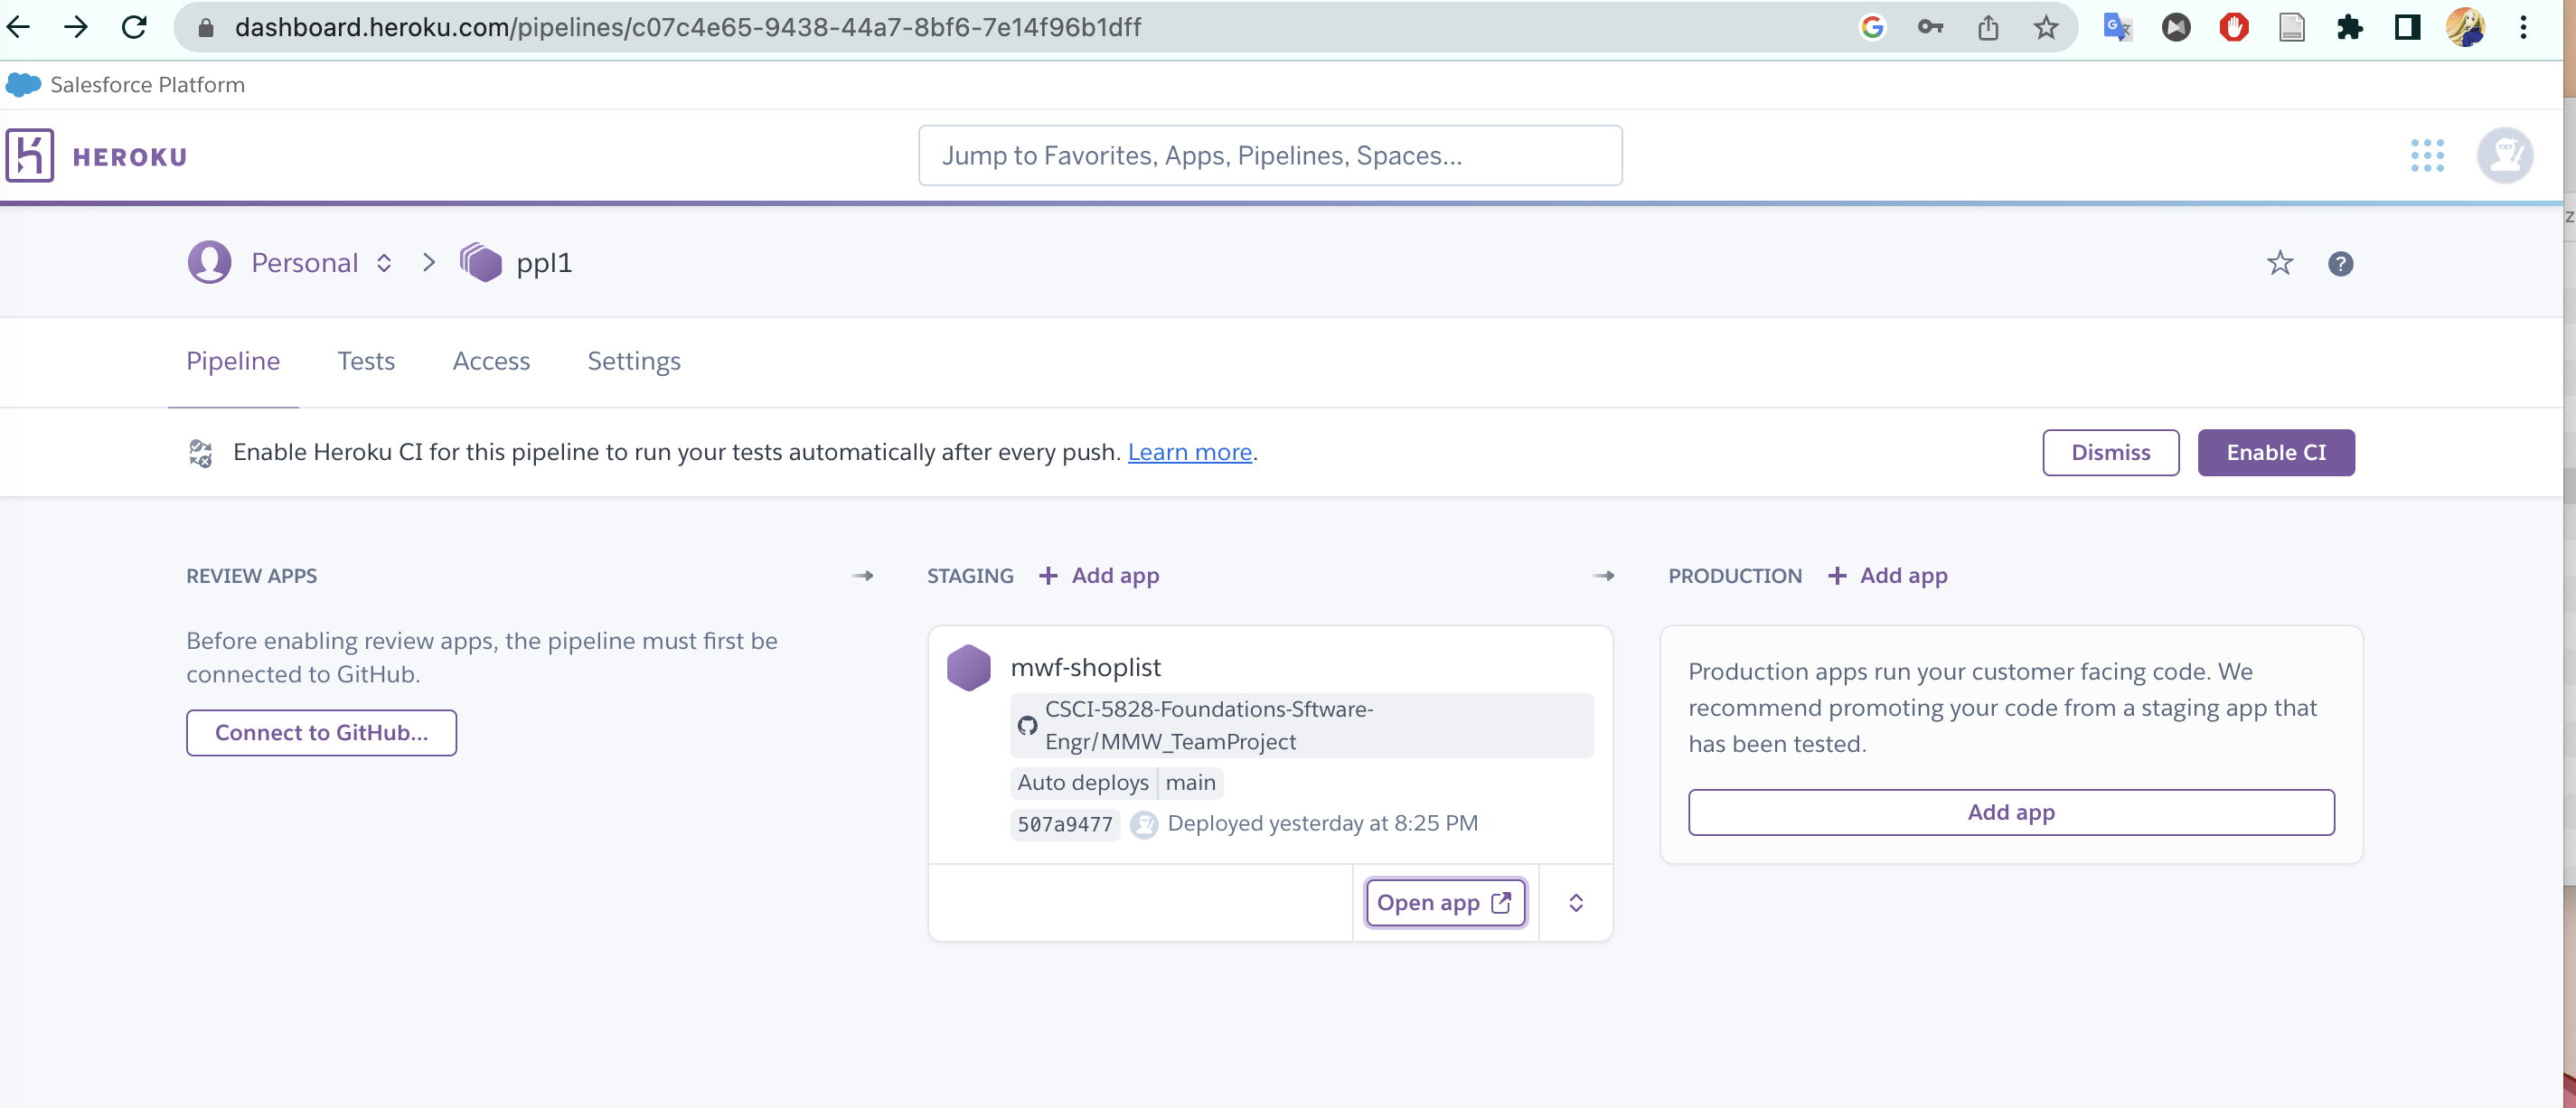 dashboard.heroku.com/pipelines/c07c4e65-9438-44a7-8bf6-7e14f96b1dff
Salesforce Platform
HEROKU
Jump to Favorites, Apps, Pipelines, Spaces...
Personal
ppl1
Pipeline Tests Access Settings
Enable Heroku CI for this pipeline to run your tests automatically after every push. Learn more.
Dismiss
Enable CI
REVIEW APPS
Before enabling review apps, the pipeline must first be
connected to GitHub.
Connect to GitHub...
STAGING + Add app
mwf-shoplist
CSCI-5828-Foundations-Sftware-
Engr/MMW_TeamProject
Auto deploys main
507a9477 Deployed yesterday at 8:25 PM
Open app
PRODUCTION + Add app
Production apps run your customer facing code. We
recommend promoting your code from a staging app that
has been tested.
Add app